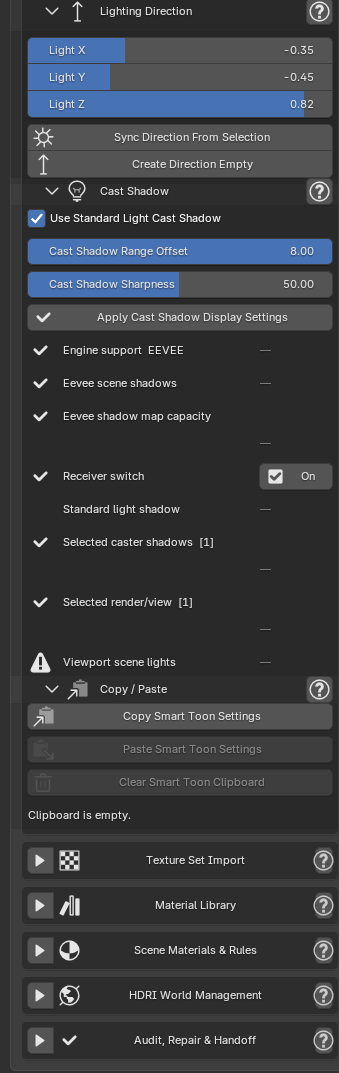 Lighting Direction
Light X -0.35
Light Y -0.45
Light Z 0.82
Sync Direction From Selection
Create Direction Empty
Cast Shadow
Use Standard Light Cast Shadow
Cast Shadow Range Offset 8.00
Cast Shadow Sharpness 50.00
Apply Cast Shadow Display Settings
Engine support EEVEE —
Eevee scene shadows —
Eevee shadow map capacity
—
Receiver switch On
Standard light shadow —
Selected caster shadows [1]
—
Selected render/view [1]
—
Viewport scene lights —
Copy / Paste
Copy Smart Toon Settings
Paste Smart Toon Settings
Clear Smart Toon Clipboard
Clipboard is empty.
Texture Set Import
Material Library
Scene Materials & Rules
HDRI World Management
Audit, Repair & Handoff